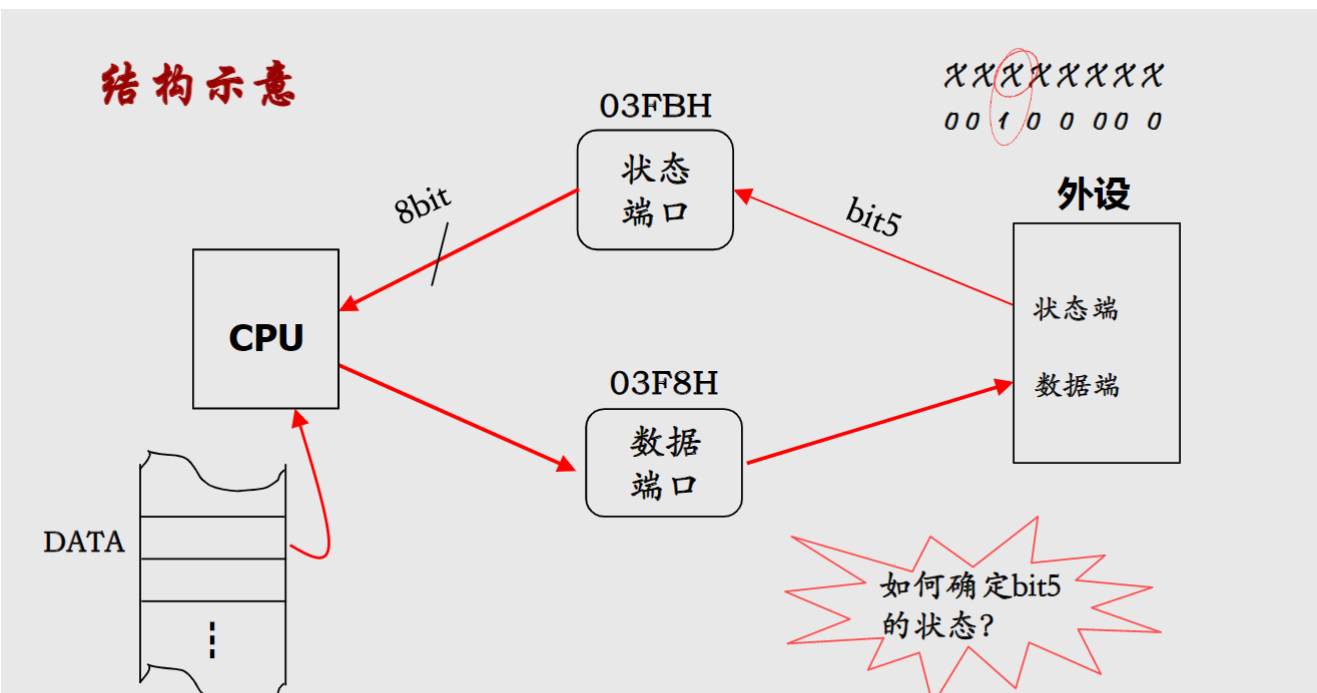 结构示意
XXXXXXXX
00100000
03FBH
状态
端口
8bit
bit5
外设
状态端
数据端
CPU
03F8H
数据
端口
DATA
如何确定bit5
的状态?